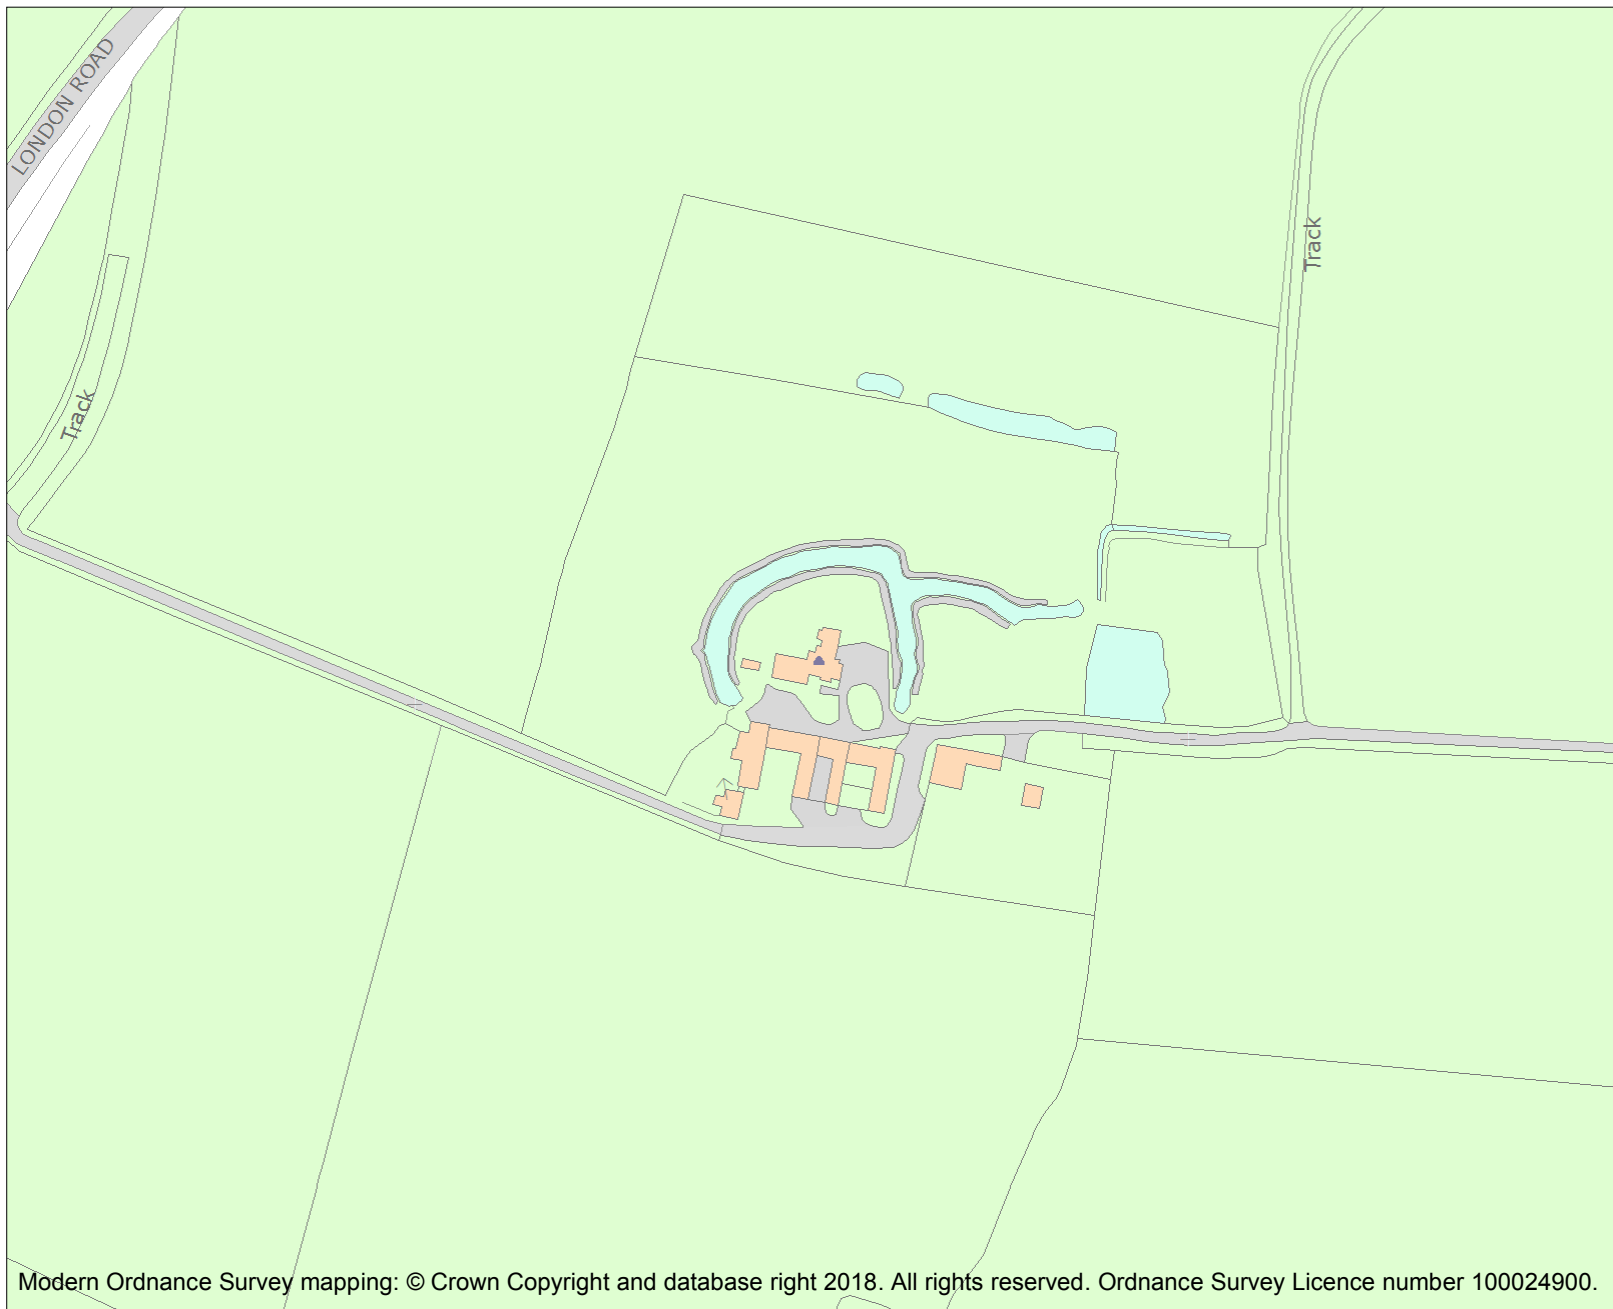 LONDON ROAD
Track
Track
Modern Ordnance Survey mapping: © Crown Copyright and database right 2018. All rights reserved. Ordnance Survey Licence number 100024900.